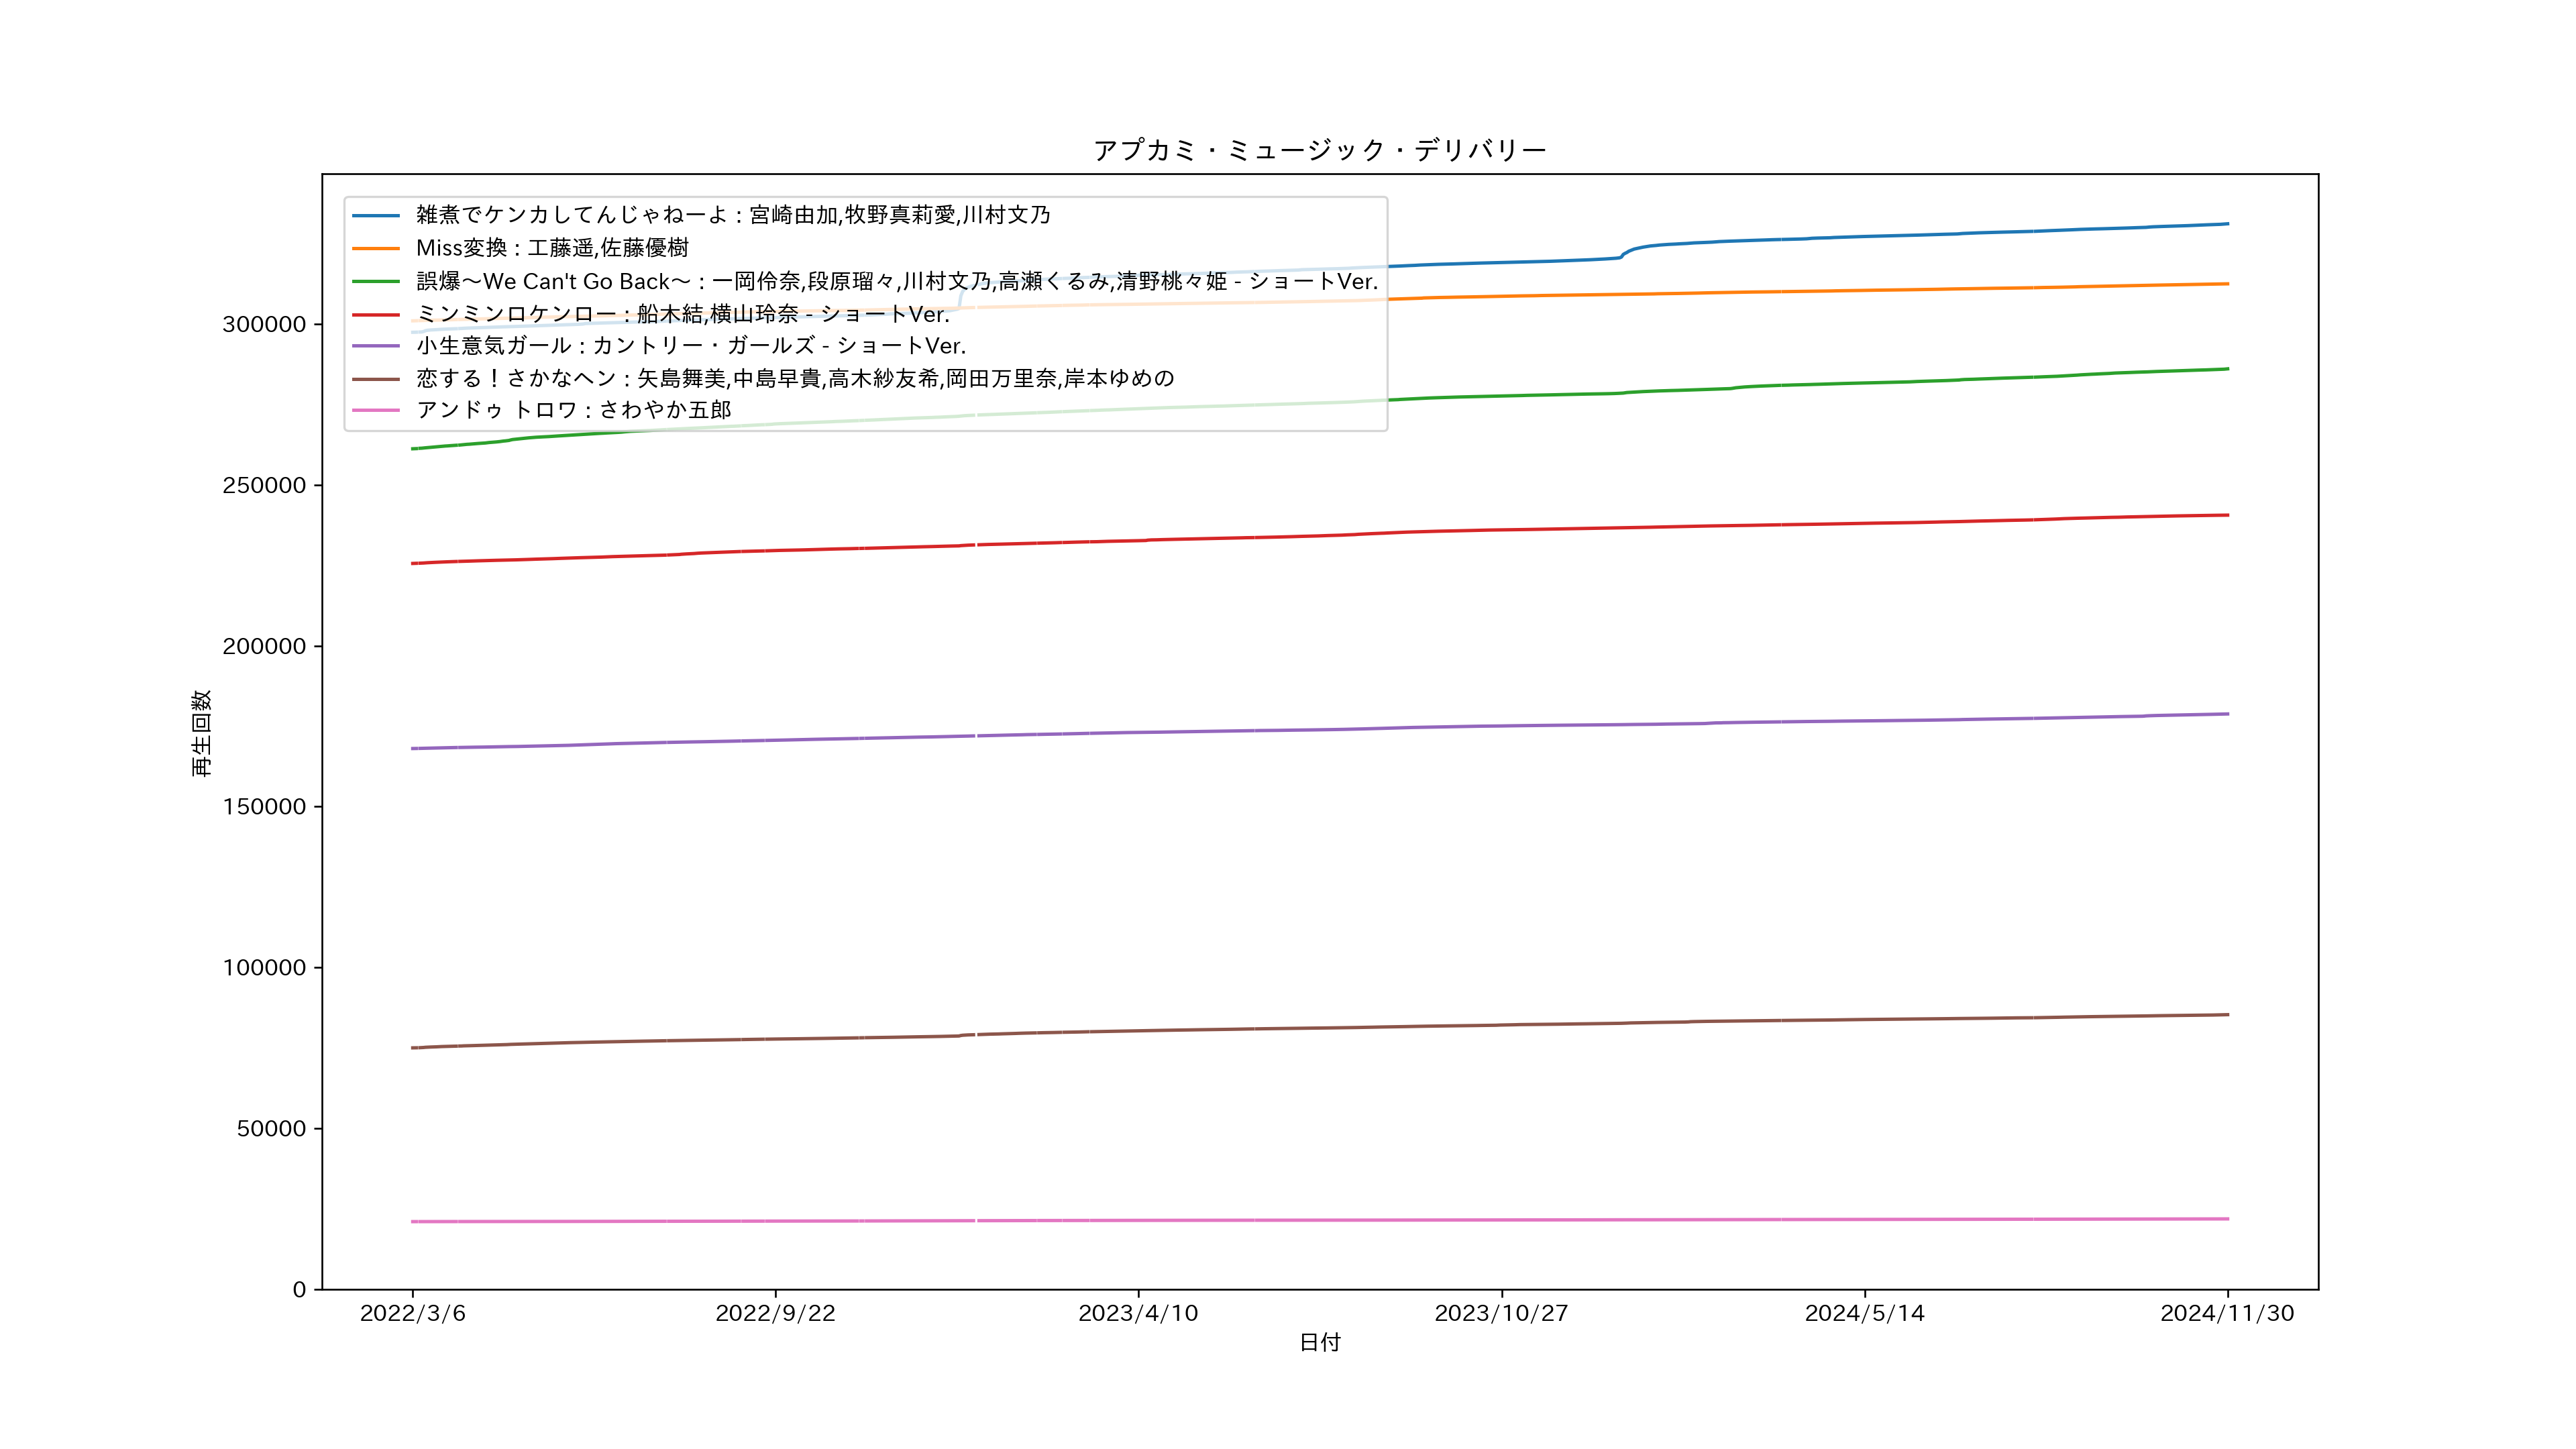 アプカミ・ミュージック・デリバリー
雑煮でケンカしてんじゃねーよ : 宮崎由加,牧野真莉愛,川村文乃
Miss変換 : 工藤遥,佐藤優樹
誤爆～We Can't Go Back～ : 一岡伶奈,段原瑠々,川村文乃,高瀬くるみ,清野桃々姫 - ショートVer.
ミンミンロケンロー : 船木結,横山玲奈 - ショートVer.
小生意気ガール : カントリー・ガールズ - ショートVer.
恋する！さかなヘン : 矢島舞美,中島早貴,高木紗友希,岡田万里奈,岸本ゆめの
アンドゥ トロワ : さわやか五郎
再生回数
300000
250000
200000
150000
100000
50000
0
2022/3/6 2022/9/22 2023/4/10 2023/10/27 2024/5/14 2024/11/30
日付